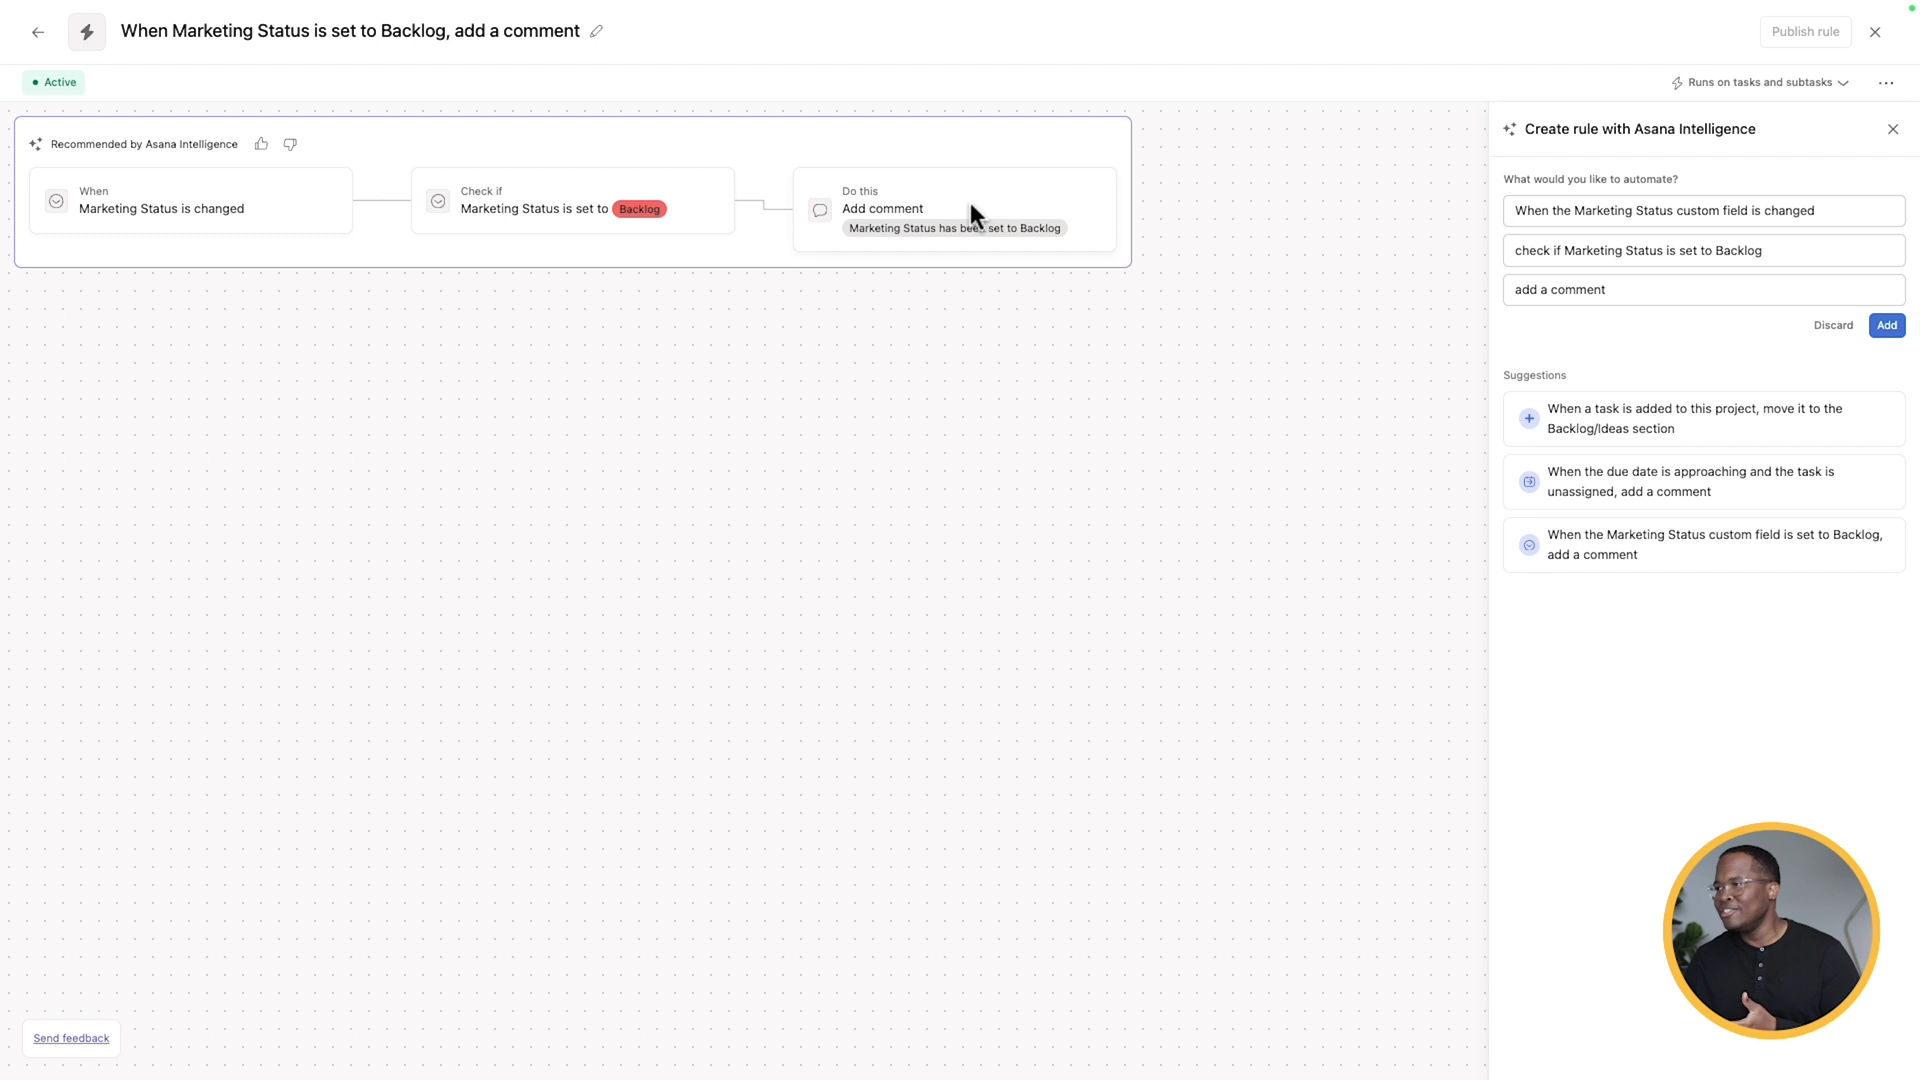 When Marketing Status is set to Backlog, add a comment
Publish rule
Active
Runs on tasks and subtasks
Recommended by Asana Intelligence
When
Marketing Status is changed
Check if
Marketing Status is set to Backlog
Do this
Add comment
Marketing Status has been set to Backlog
Create rule with Asana Intelligence
What would you like to automate?
When the Marketing Status custom field is changed
check if Marketing Status is set to Backlog
add a comment
Discard
Add
Suggestions
When a task is added to this project, move it to the
Backlog/Ideas section
When the due date is approaching and the task is
unassigned, add a comment
When the Marketing Status custom field is set to Backlog,
add a comment
Send feedback